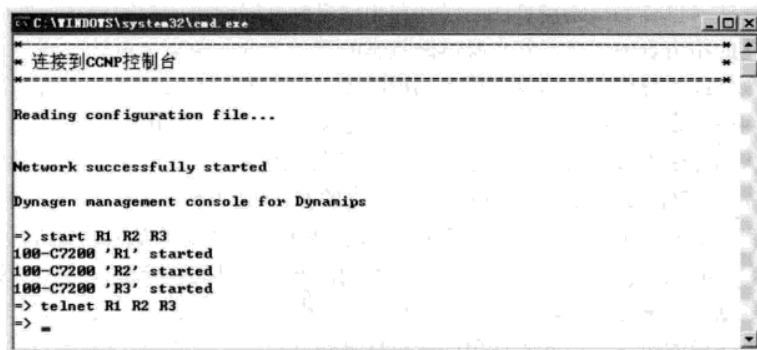 C:\WINDOWS\system32\cmd.exe
*==========================================================================*
* 连接到CCNP控制台 *
*==========================================================================*
Reading configuration file...
Network successfully started
Dynagen management console for Dynamips
=> start R1 R2 R3
100-C7200 'R1' started
100-C7200 'R2' started
100-C7200 'R3' started
=> telnet R1 R2 R3
=> _